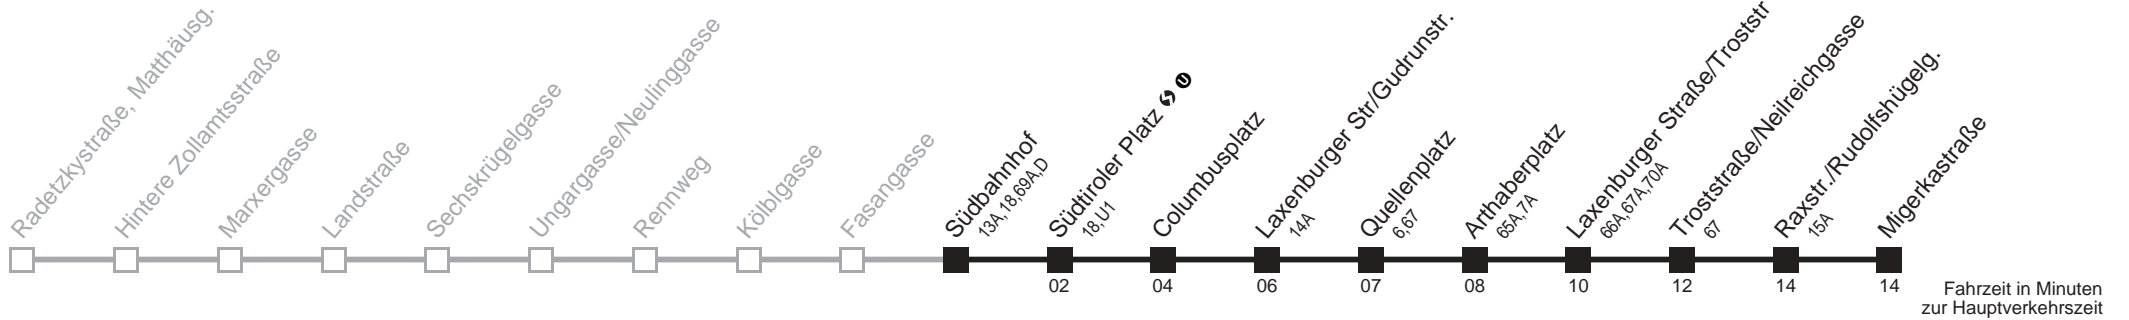 Radetzkystraße, Matthäusg.
Hintere Zollamtsstraße
Marxergasse
Landstraße
Sechskrügelgasse
Ungargasse/Neulinggasse
Rennweg
Kölblgasse
Fasangasse
Südbahnhof
13A,18,69A,D
Südtiroler Platz S U
18,U1
Columbusplatz
Laxenburger Str/Gudrunstr.
14A
Quellenplatz
6,67
Arthaberplatz
65A,7A
Laxenburger Straße/Troststr
66A,67A,70A
Troststraße/Neilreichgasse
67
Raxstr./Rudolfshügelg.
15A
Migerkastraße
02 04 06 07 08 10 12 14 14
Fahrzeit in Minuten
zur Hauptverkehrszeit